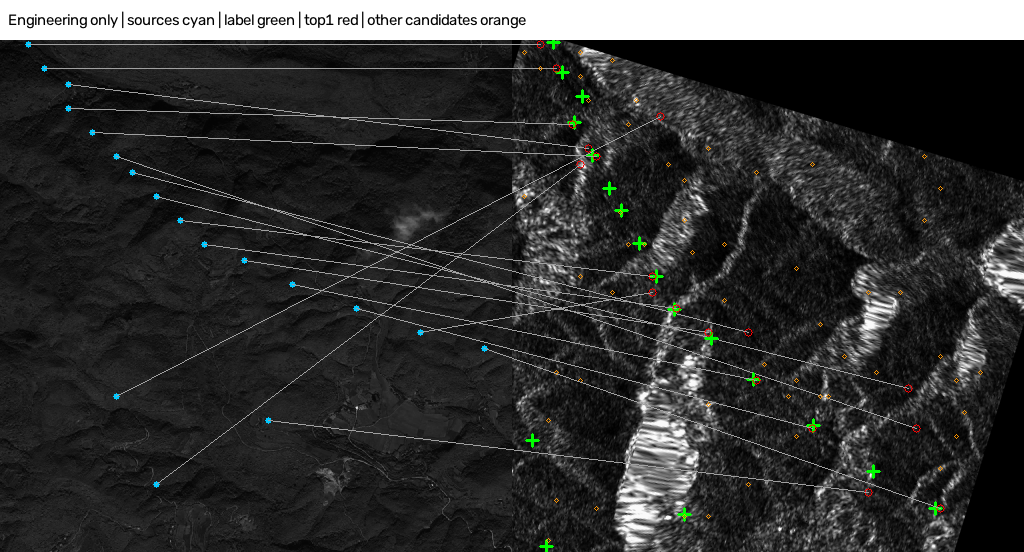 Engineering only | sources cyan | label green | top1 red | other candidates orange